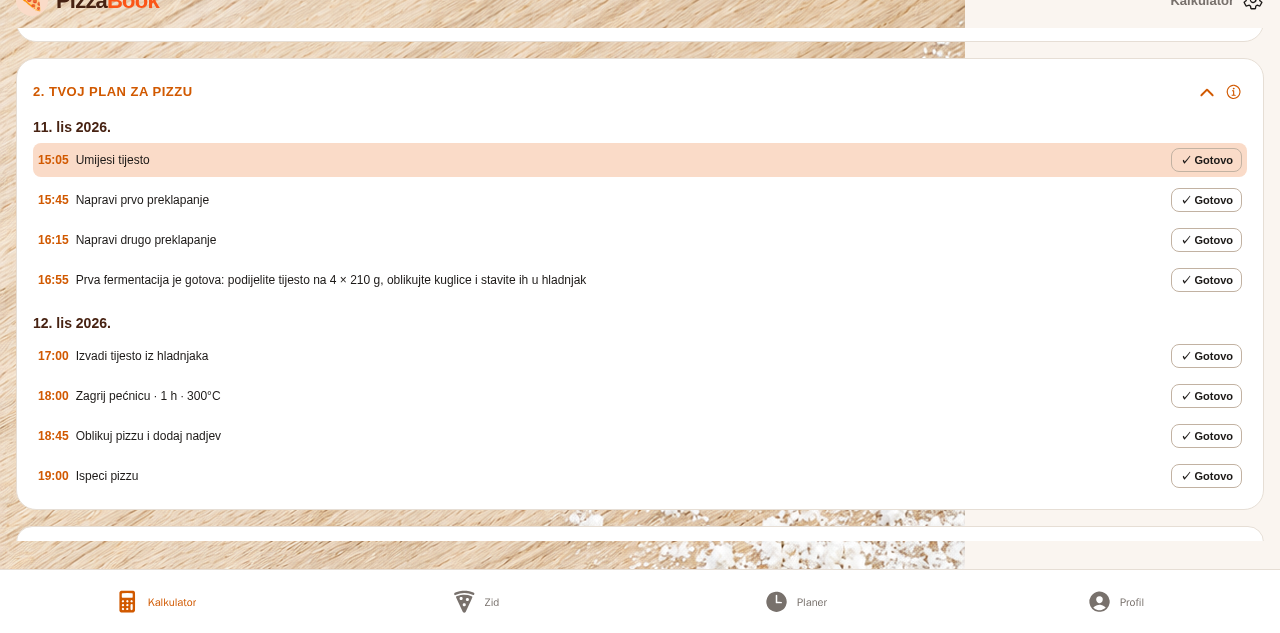 PizzaBook
Kalkulator
2. TVOJ PLAN ZA PIZZU
11. lis 2026.
15:05 Umijesi tijesto ✓ Gotovo
15:45 Napravi prvo preklapanje ✓ Gotovo
16:15 Napravi drugo preklapanje ✓ Gotovo
16:55 Prva fermentacija je gotova: podijelite tijesto na 4 × 210 g, oblikujte kuglice i stavite ih u hladnjak ✓ Gotovo
12. lis 2026.
17:00 Izvadi tijesto iz hladnjaka ✓ Gotovo
18:00 Zagrij pećnicu · 1 h · 300°C ✓ Gotovo
18:45 Oblikuj pizzu i dodaj nadjev ✓ Gotovo
19:00 Ispeci pizzu ✓ Gotovo
Kalkulator Zid Planer Profil